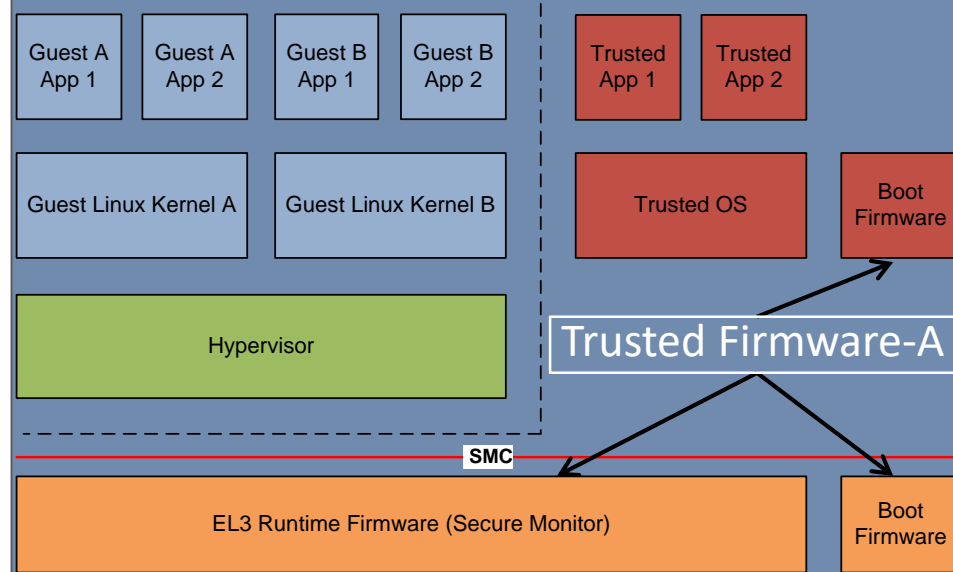 Guest A
App 1
Guest A
App 2
Guest B
App 1
Guest B
App 2
Trusted
App 1
Trusted
App 2
Guest Linux Kernel A
Guest Linux Kernel B
Trusted OS
Boot
Firmware
Hypervisor
Trusted Firmware-A
SMC
EL3 Runtime Firmware (Secure Monitor)
Boot
Firmware